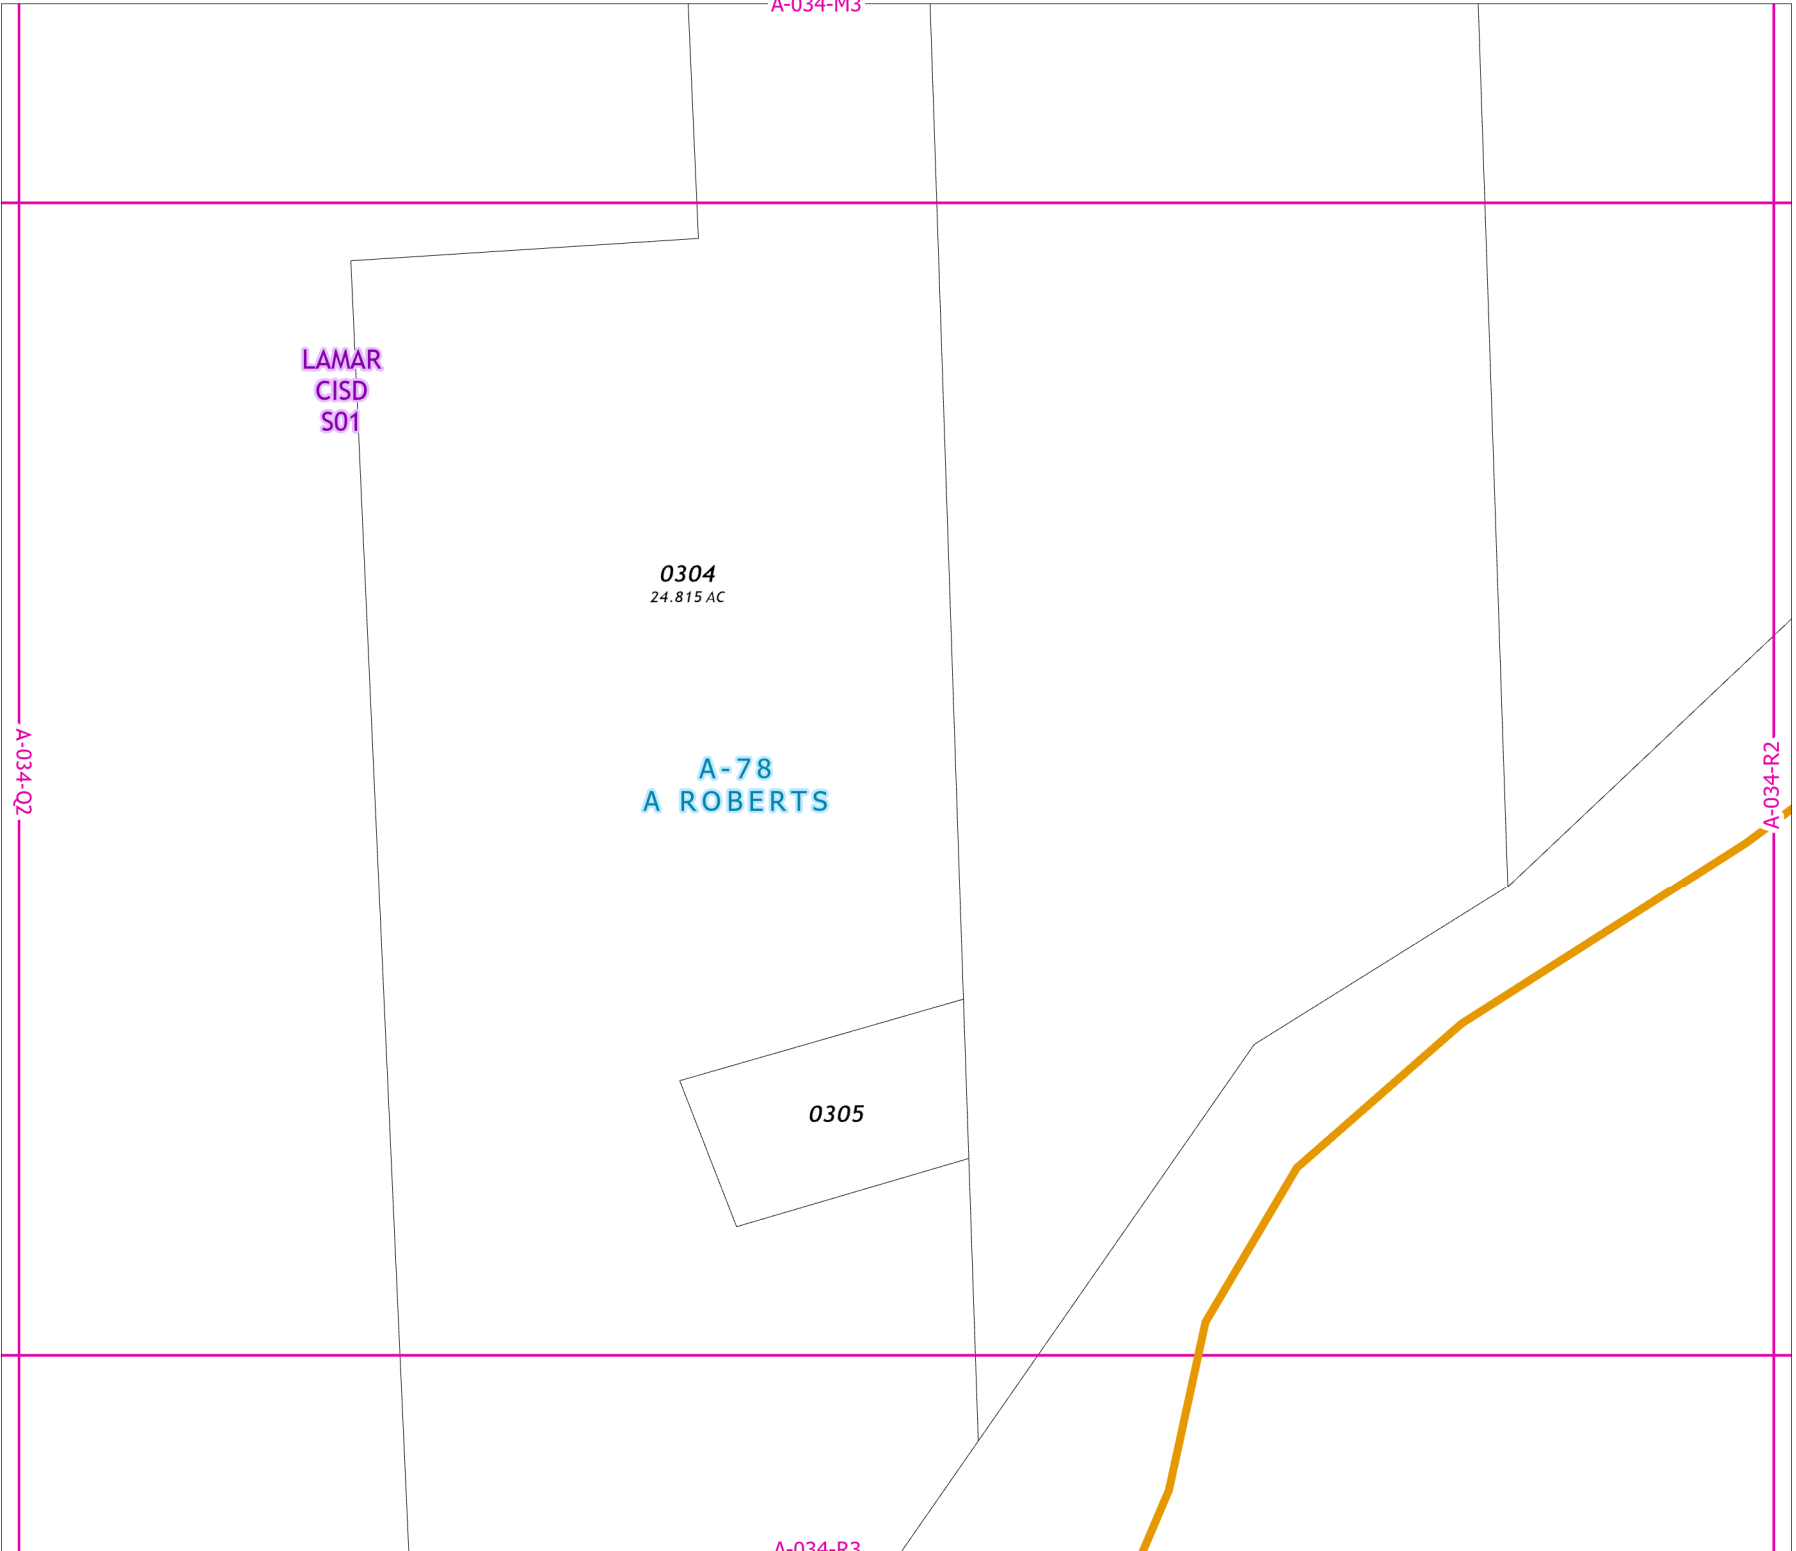 A-034-M3
LAMAR
CISD
S01
0304
24.815 AC
A-78
A ROBERTS
A-034-Q2
A-034-R2
0305
A-034-R3